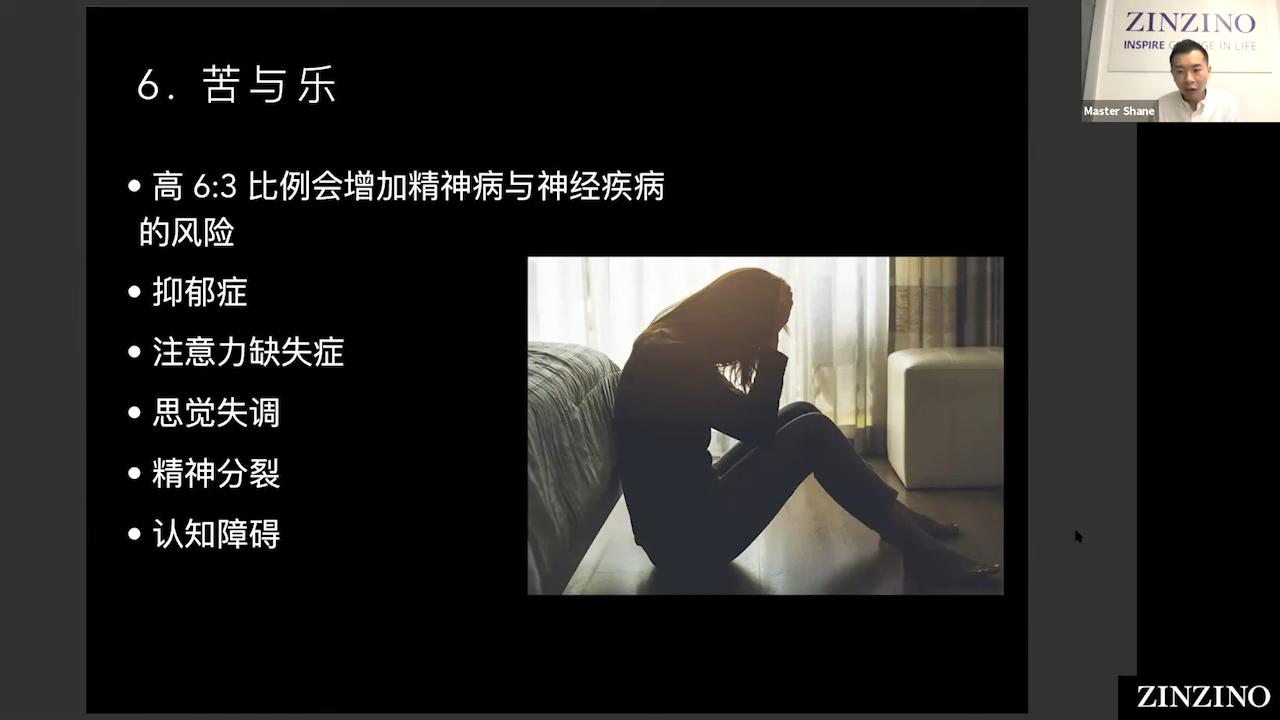 6. 苦与乐
• 高 6:3 比例会增加精神病与神经疾病
的风险
• 抑郁症
• 注意力缺失症
• 思觉失调
• 精神分裂
• 认知障碍
ZINZINO
INSPIRE CHANGE IN LIFE
Master Shane
ZINZINO